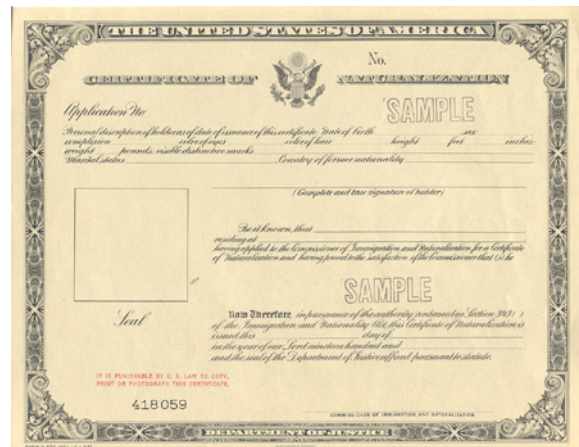 THE UNITED STATES OF AMERICA
No.
CERTIFICATE OF NATURALIZATION
Application No.
SAMPLE
Personal description of holder as of date of issuance of this certificate: Date of birth sex
complexion color of eyes color of hair height feet inches;
weight pounds; visible distinctive marks
Marital status Country of former nationality
(Complete and true signature of holder)
Be it known, that
residing at
having applied to the Commissioner of Immigration and Naturalization for a Certificate
of Naturalization and having proved to the satisfaction of the Commissioner that (s)he
SAMPLE
Seal
Now Therefore, in pursuance of the authority contained in Section
of the Immigration and Nationality Act, this Certificate of Naturalization is
issued this day of
in the year of our Lord nineteen hundred and
and the seal of the Department of Justice affixed pursuant to statute.
IT IS PUNISHABLE BY U. S. LAW TO COPY,
PRINT OR PHOTOGRAPH THIS CERTIFICATE.
418059
COMMISSIONER OF IMMIGRATION AND NATURALIZATION
DEPARTMENT OF JUSTICE